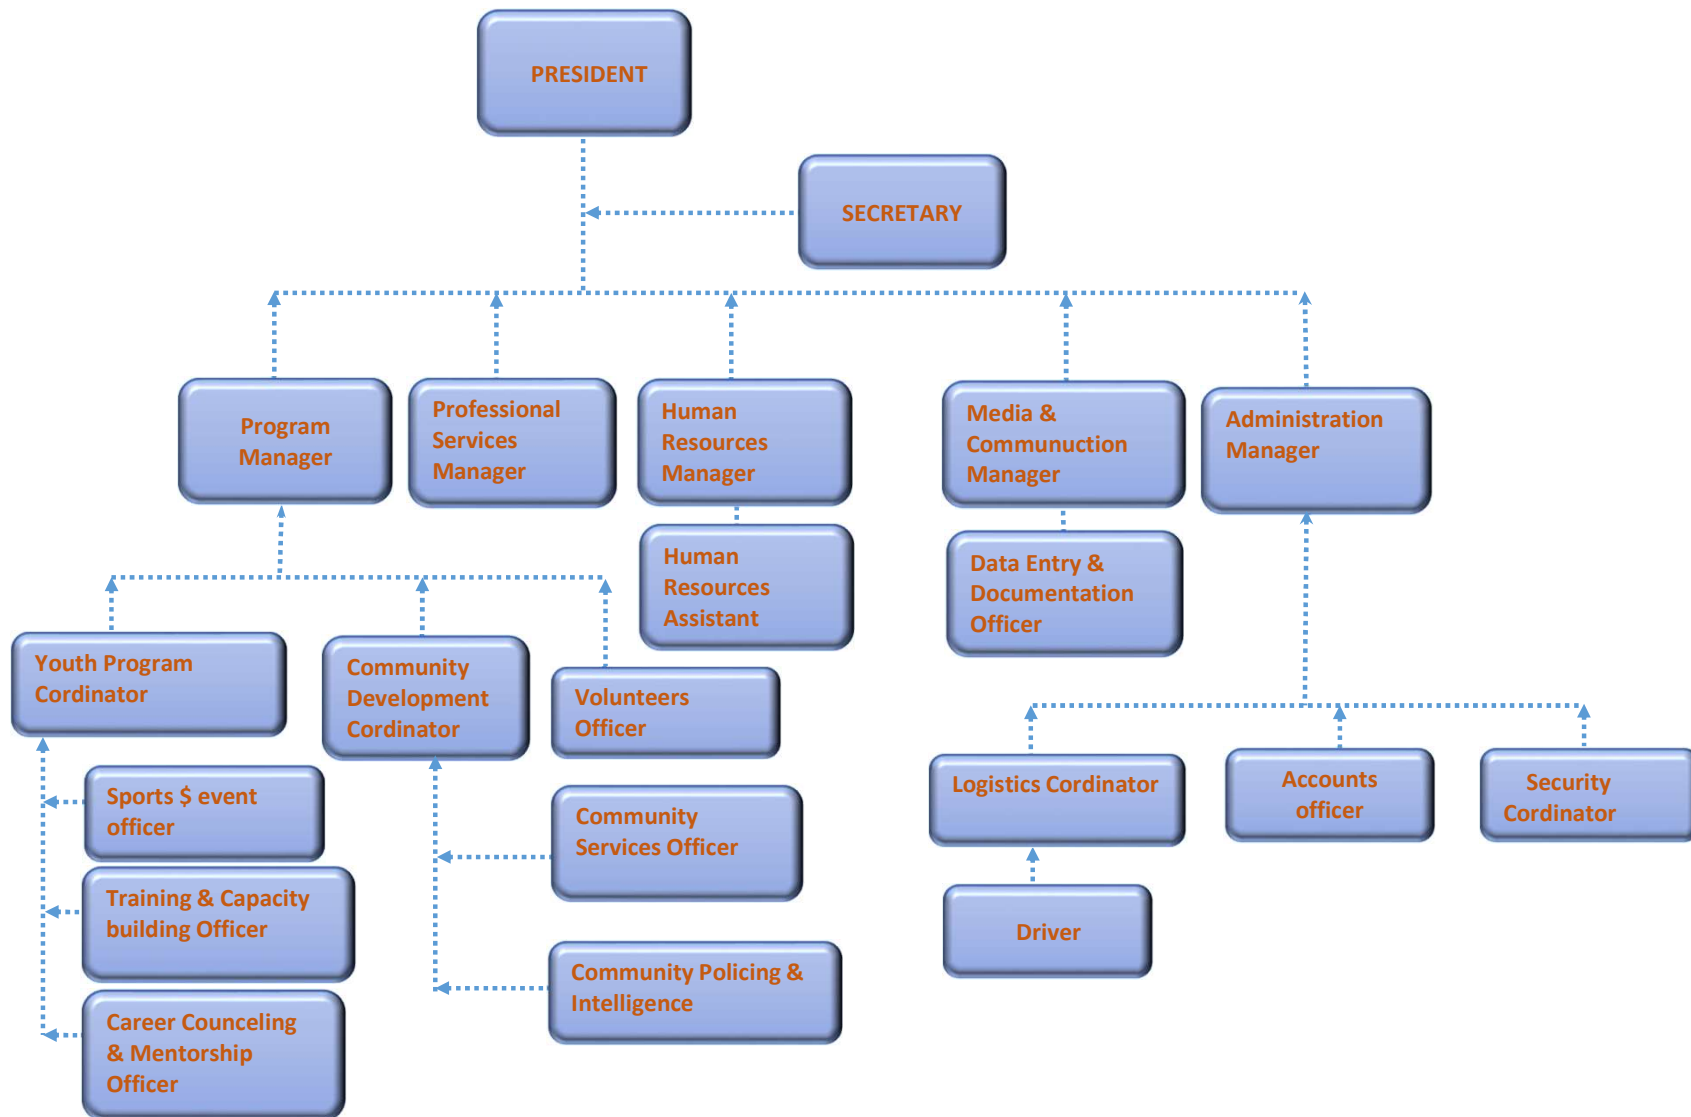 PRESIDENT
SECRETARY
Program
Manager
Professional
Services
Manager
Human
Resources
Manager
Media &
Communuction
Manager
Administration
Manager
Human
Resources
Assistant
Data Entry &
Documentation
Officer
Youth Program
Cordinator
Community
Development
Cordinator
Volunteers
Officer
Sports $ event
officer
Training & Capacity
building Officer
Career Counceling
& Mentorship
Officer
Community
Services Officer
Community Policing &
Intelligence
Logistics Cordinator
Accounts
officer
Security
Cordinator
Driver